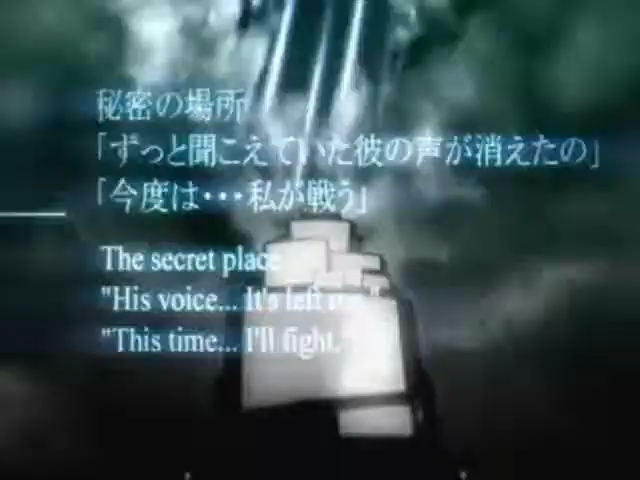 秘密の場所
「ずっと聞こえていた彼の声が消えたの」
「今度は・・・私が戦う」
The secret place
"His voice... It's left me."
"This time... I'll fight."